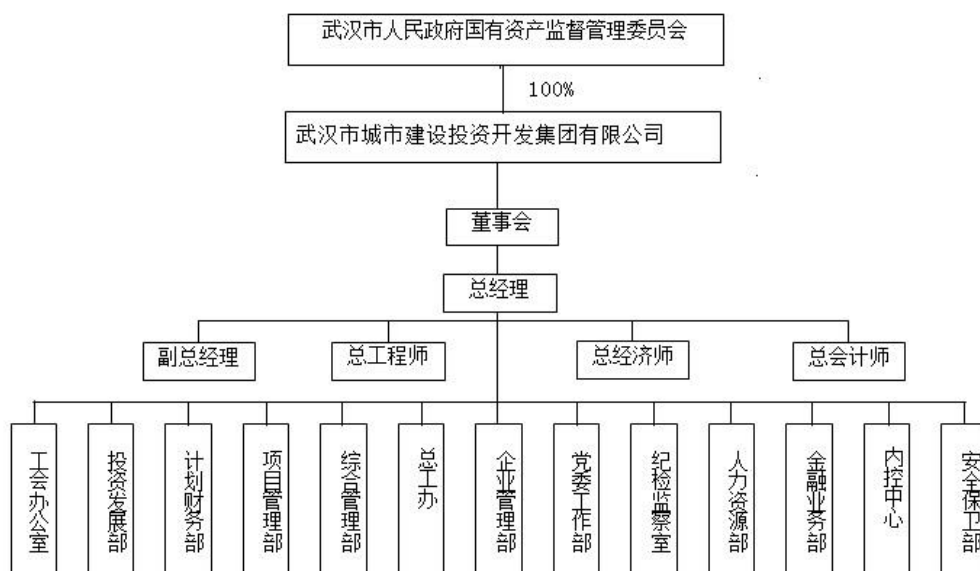 武汉市人民政府国有资产监督管理委员会
100%
武汉市城市建设投资开发集团有限公司
董事会
总经理
副总经理
总工程师
总经济师
总会计师
工会办公室
投资发展部
计划财务部
项目管理部
综合管理部
总工办
企业管理部
党委工作部
纪检监察室
人力资源部
金融业务部
内控中心
安全保卫部